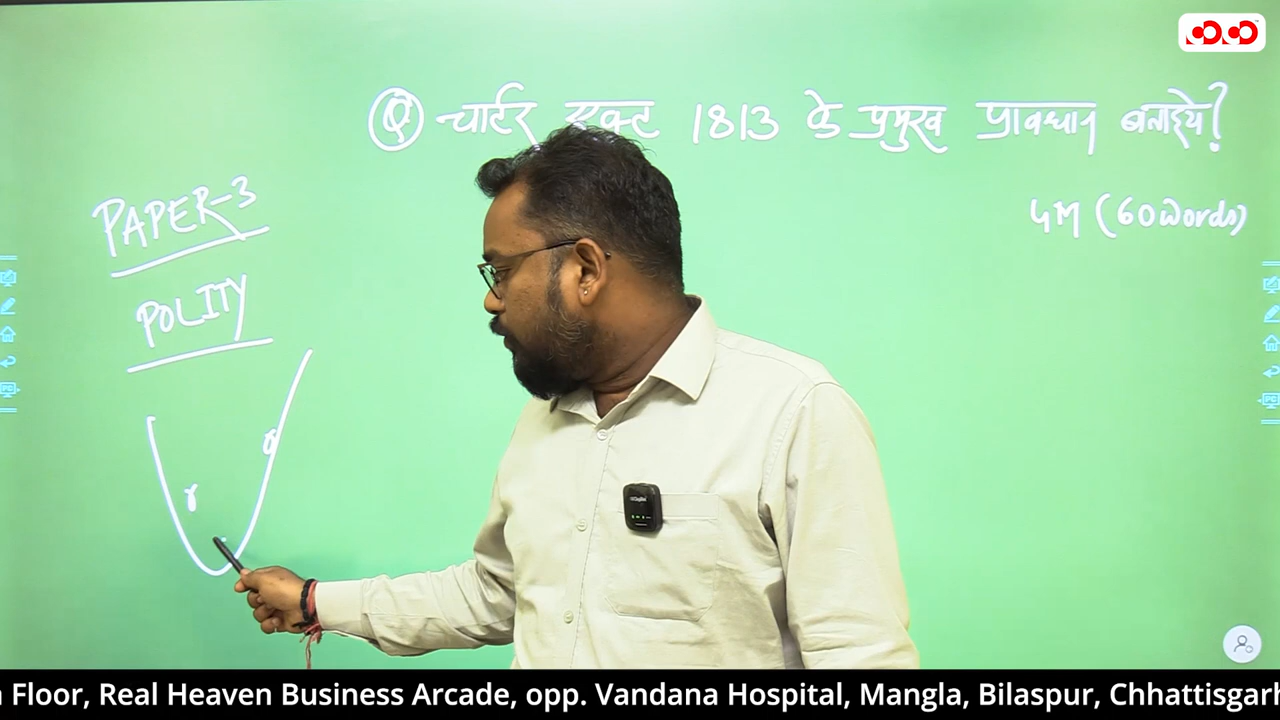 Q चार्टर एक्ट 1813 के प्रमुख प्रावधान बताइये?
4M (60 words)
PAPER-3
POLITY
Floor, Real Heaven Business Arcade, opp. Vandana Hospital, Mangla, Bilaspur, Chhattisgarh